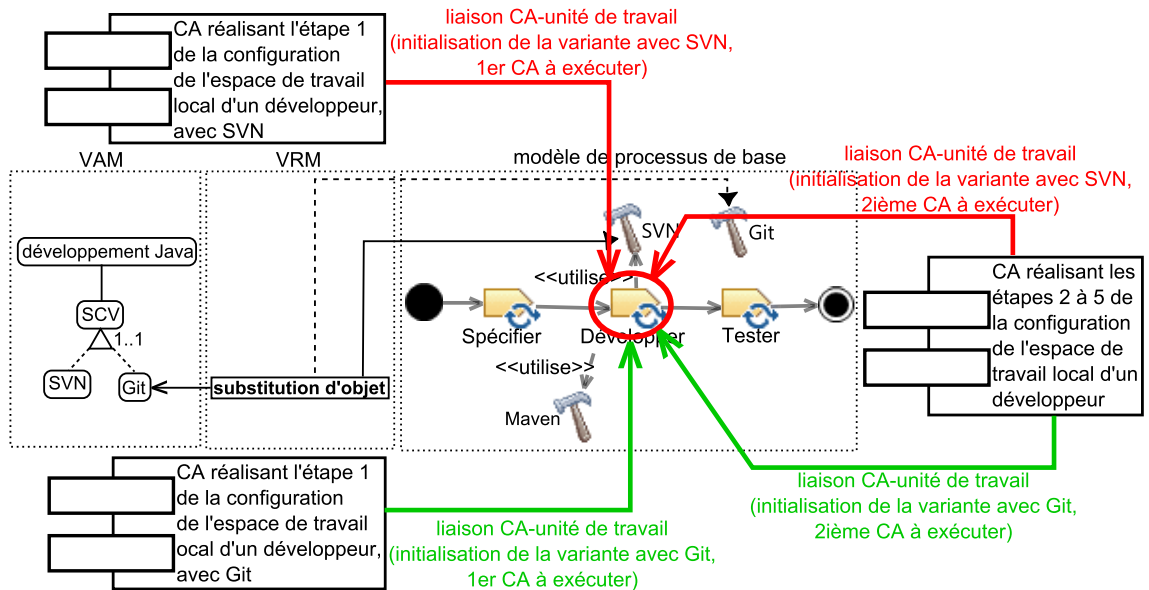 CA réalisant l'étape 1
de la configuration
de l'espace de travail
local d'un développeur,
avec SVN
liaison CA-unité de travail
(initialisation de la variante avec SVN,
1er CA à exécuter)
VAM
VRM
modèle de processus de base
liaison CA-unité de travail
(initialisation de la variante avec SVN,
2ième CA à exécuter)
développement Java
SCV
1..1
SVN
Git
substitution d'objet
SVN
Git
<<utilise>>
Spécifier
Développer
Tester
<<utilise>>
Maven
CA réalisant les
étapes 2 à 5 de
la configuration
de l'espace de
travail local d'un
développeur
CA réalisant l'étape 1
de la configuration
de l'espace de travail
ocal d'un développeur,
avec Git
liaison CA-unité de travail
(initialisation de la variante avec Git,
1er CA à exécuter)
liaison CA-unité de travail
(initialisation de la variante avec Git,
2ième CA à exécuter)